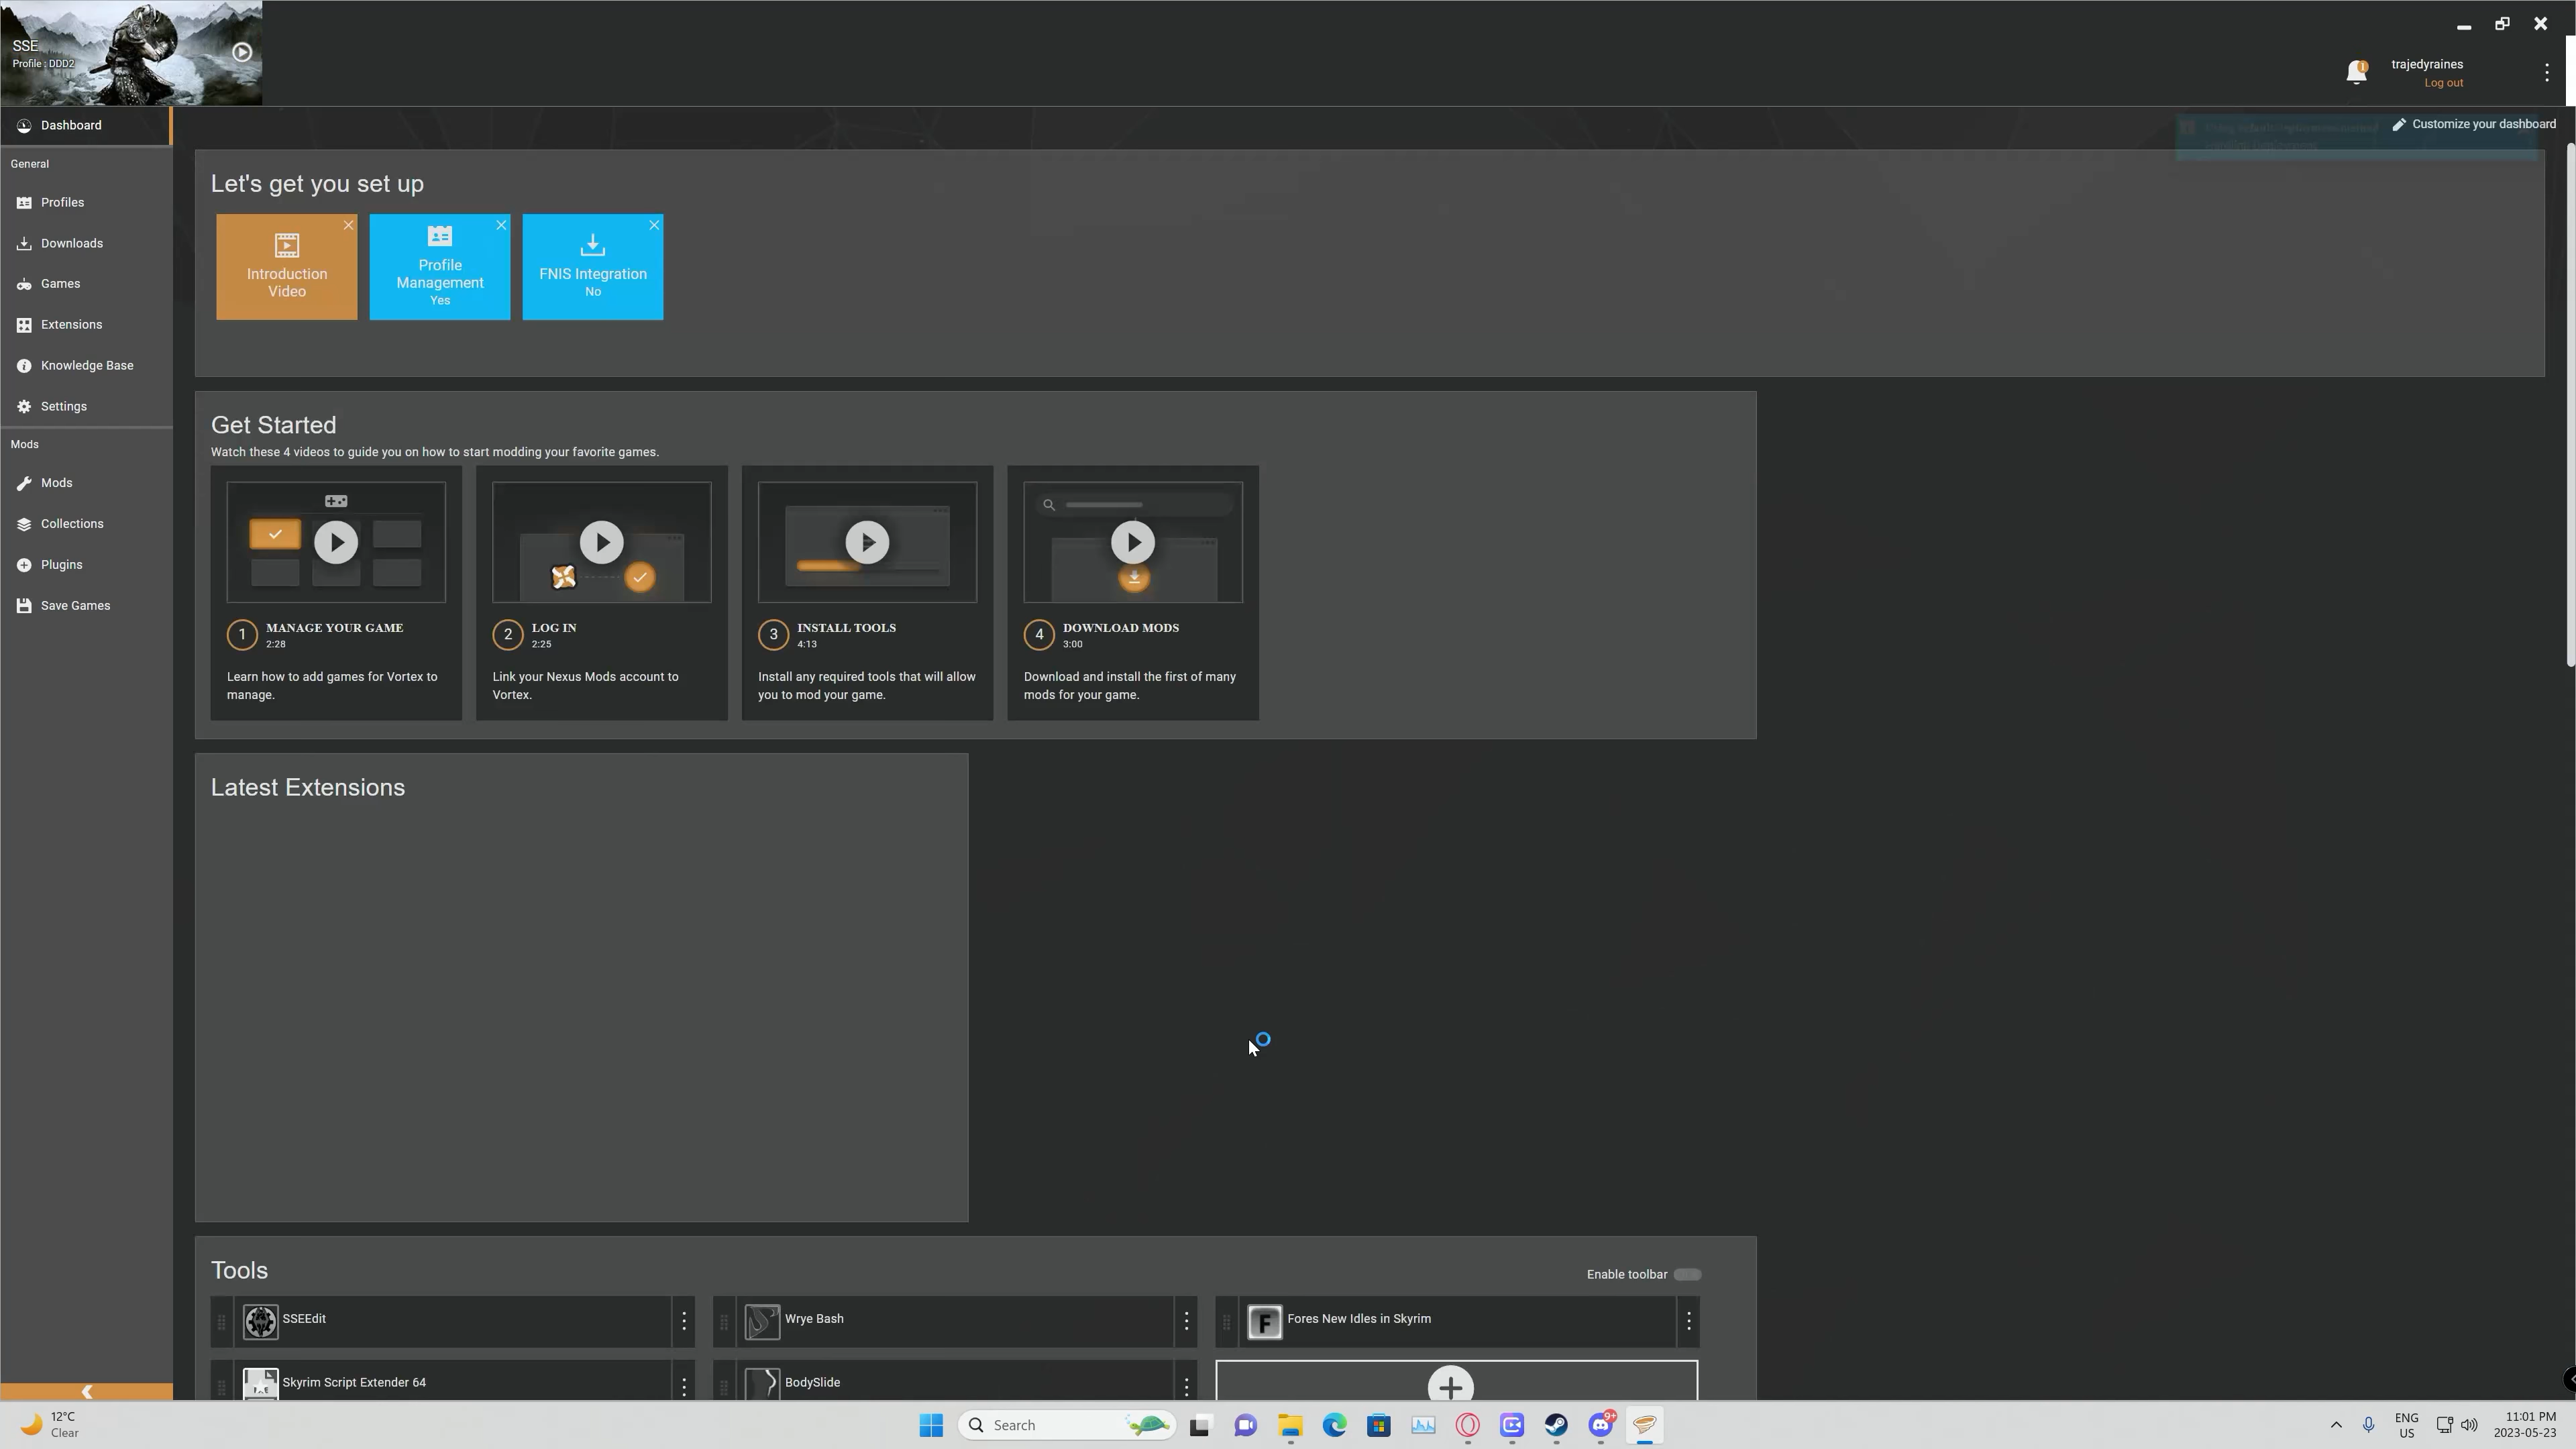 SSE
Profile : DDD2
1
trajedyraines
Log out
Dashboard
Customize your dashboard
General
Profiles
Downloads
Games
Extensions
Knowledge Base
Settings
Mods
Mods
Collections
Plugins
Save Games
Let's get you set up
Introduction
Video
Profile
Management
Yes
FNIS Integration
No
Get Started
Watch these 4 videos to guide you on how to start modding your favorite games.
1
MANAGE YOUR GAME
2:28
Learn how to add games for Vortex to
manage.
2
LOG IN
2:25
Link your Nexus Mods account to
Vortex.
3
INSTALL TOOLS
4:13
Install any required tools that will allow
you to mod your game.
4
DOWNLOAD MODS
3:00
Download and install the first of many
mods for your game.
Latest Extensions
Tools
Enable toolbar
SSEEdit
Wrye Bash
F
Fores New Idles in Skyrim
Skyrim Script Extender 64
BodySlide
12°C
Clear
Search
9+
ENG
US
11:01 PM
2023-05-23